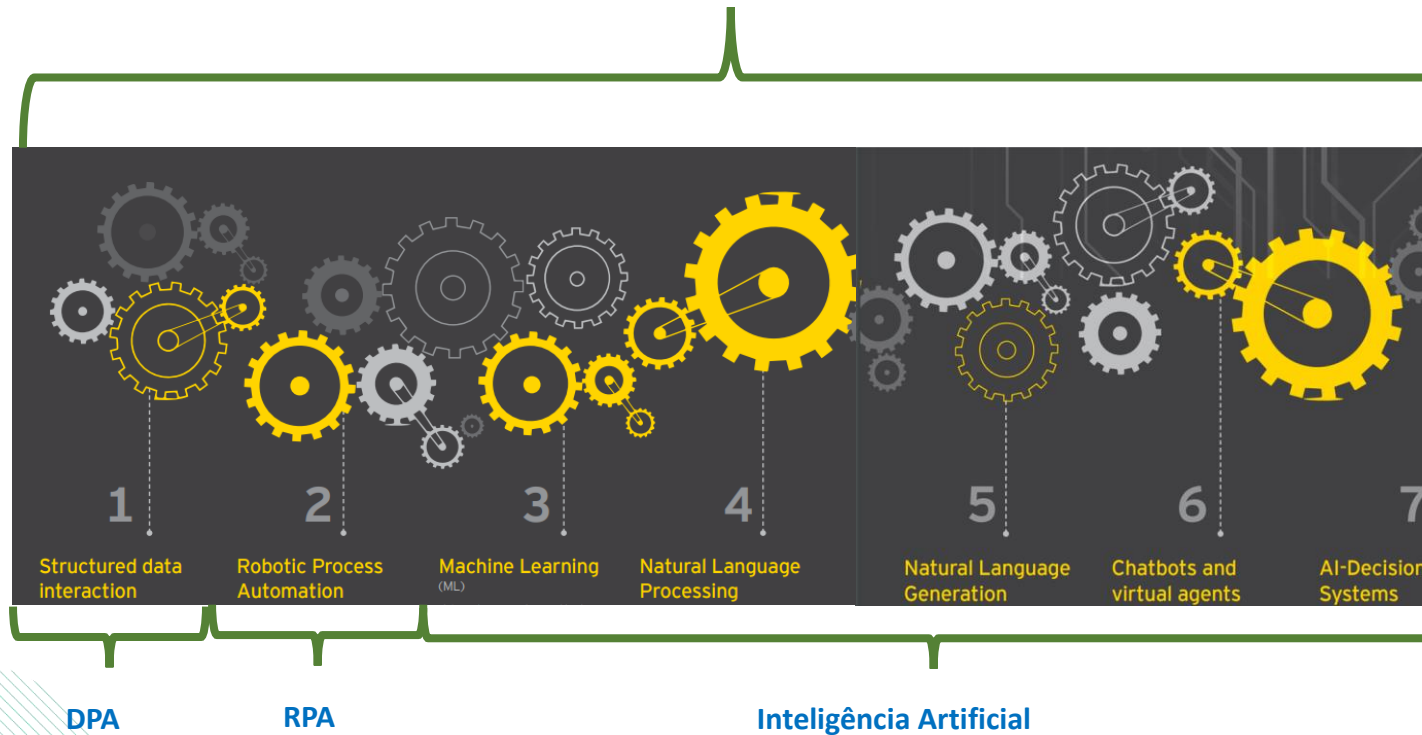 1
2
3
4
5
6
7
Structured data
interaction
Robotic Process
Automation
Machine Learning
(ML)
Natural Language
Processing
Natural Language
Generation
Chatbots and
virtual agents
AI-Decision
Systems
DPA
RPA
Inteligência Artificial